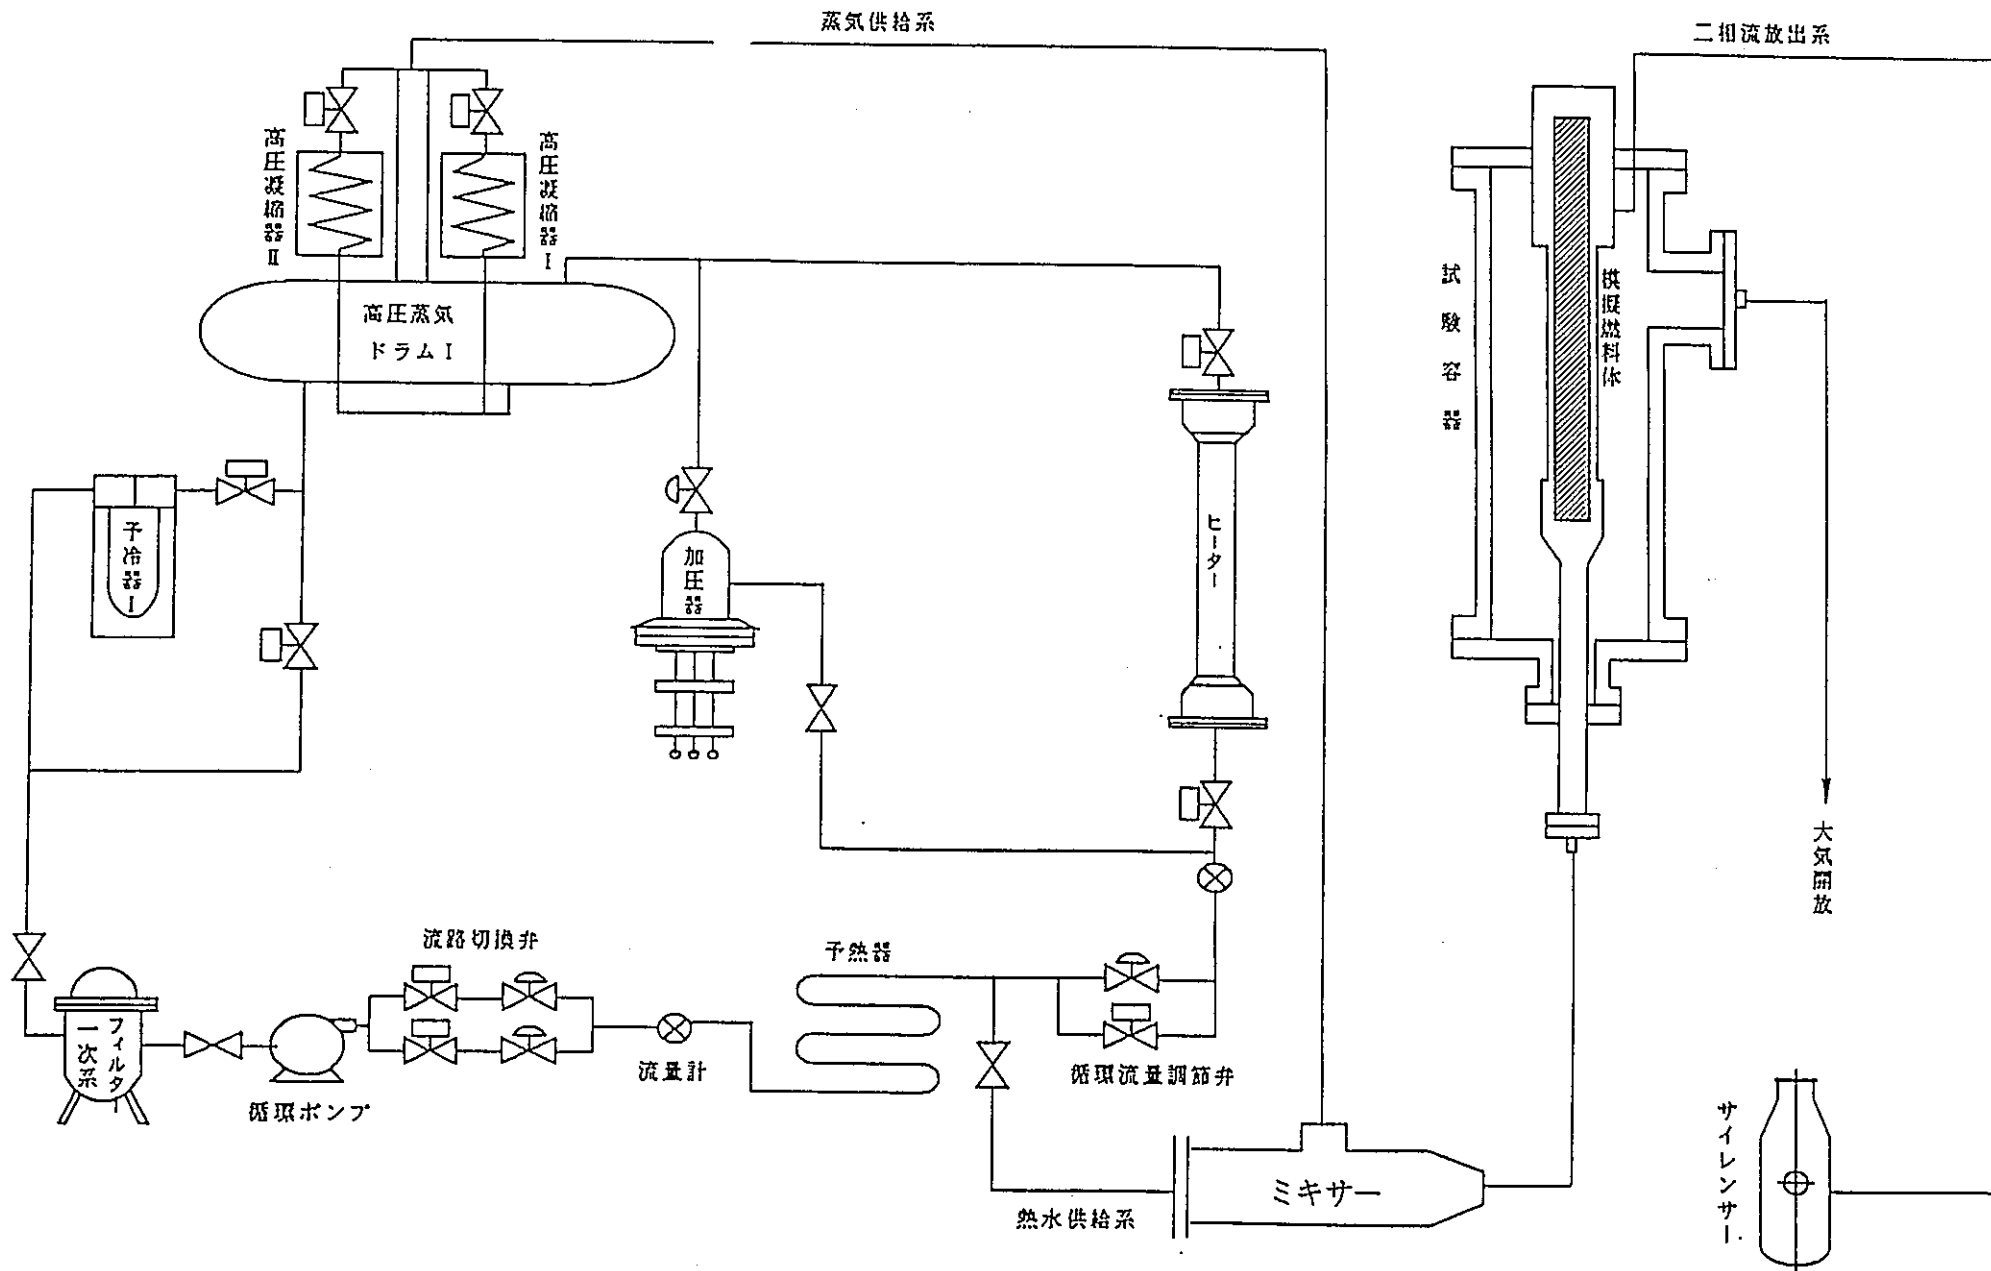 蒸気供給系
二相流放出系
高圧凝縮器Ⅱ
高圧凝縮器Ⅰ
高圧蒸気
ドラムⅠ
試験容器
模擬燃料体
予冷器Ⅰ
加圧器
ヒーター
大気開放
流路切換弁
予熱器
一次系
フィルタ
循環ポンプ
流量計
循環流量調節弁
ミキサー
熱水供給系
サイレンサー